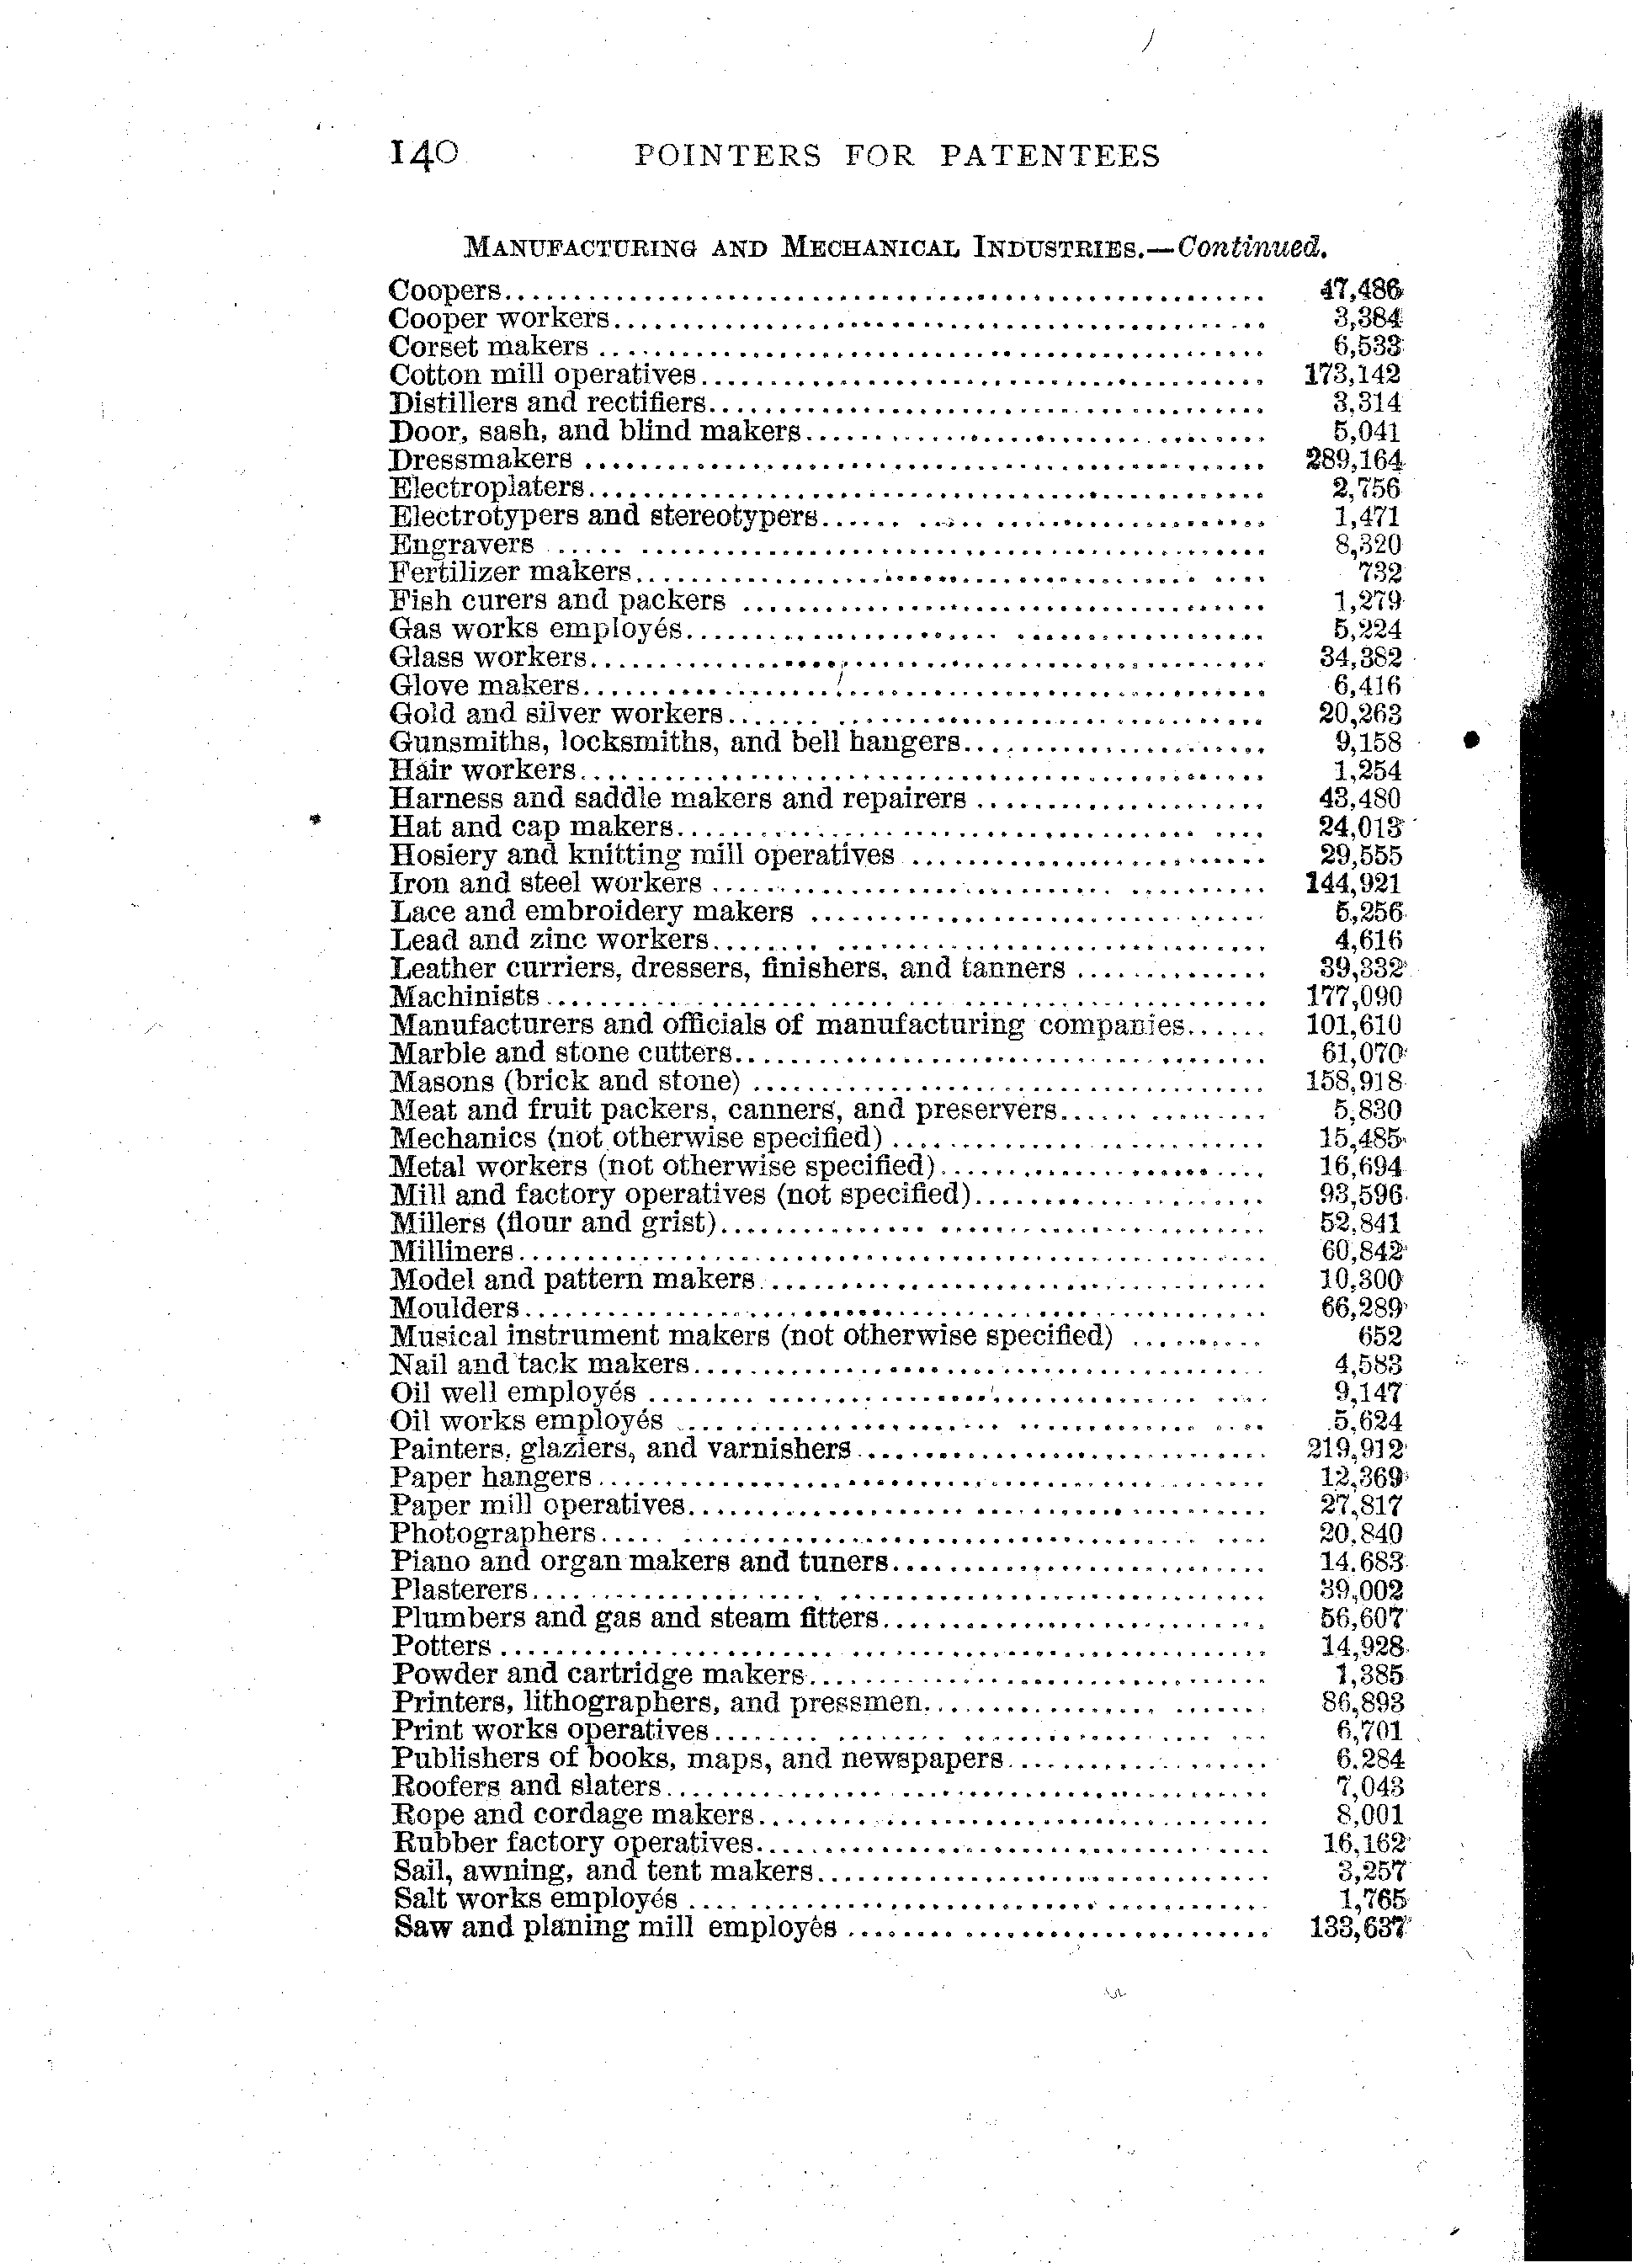 140 POINTERS FOR PATENTEES
MANUFACTURING AND MECHANICAL INDUSTRIES.—Continued.
Coopers 47,486
Cooper workers 3,384
Corset makers 6,533
Cotton mill operatives 173,142
Distillers and rectifiers 3,314
Door, sash, and blind makers 5,041
Dressmakers 289,164
Electroplaters 2,756
Electrotypers and stereotypers 1,471
Engravers 8,320
Fertilizer makers 732
Fish curers and packers 1,279
Gas works employés 5,224
Glass workers 34,382
Glove makers 6,416
Gold and silver workers 20,263
Gunsmiths, locksmiths, and bell hangers 9,158
Hair workers 1,254
Harness and saddle makers and repairers 43,480
Hat and cap makers 24,013
Hosiery and knitting mill operatives 29,555
Iron and steel workers 144,921
Lace and embroidery makers 5,256
Lead and zinc workers 4,616
Leather curriers, dressers, finishers, and tanners 39,332
Machinists 177,090
Manufacturers and officials of manufacturing companies 101,610
Marble and stone cutters 61,070
Masons (brick and stone) 158,918
Meat and fruit packers, canners, and preservers 5,830
Mechanics (not otherwise specified) 15,485
Metal workers (not otherwise specified) 16,694
Mill and factory operatives (not specified) 93,596
Millers (flour and grist) 52,841
Milliners 60,842
Model and pattern makers 10,300
Moulders 66,289
Musical instrument makers (not otherwise specified) 652
Nail and tack makers 4,583
Oil well employés 9,147
Oil works employés 5,624
Painters, glaziers, and varnishers 219,912
Paper hangers 12,369
Paper mill operatives 27,817
Photographers 20,840
Piano and organ makers and tuners 14,683
Plasterers 39,002
Plumbers and gas and steam fitters 56,607
Potters 14,928
Powder and cartridge makers 1,385
Printers, lithographers, and pressmen 86,893
Print works operatives 6,701
Publishers of books, maps, and newspapers 6,284
Roofers and slaters 7,043
Rope and cordage makers 8,001
Rubber factory operatives 16,162
Sail, awning, and tent makers 3,257
Salt works employés 1,765
Saw and planing mill employés 133,637